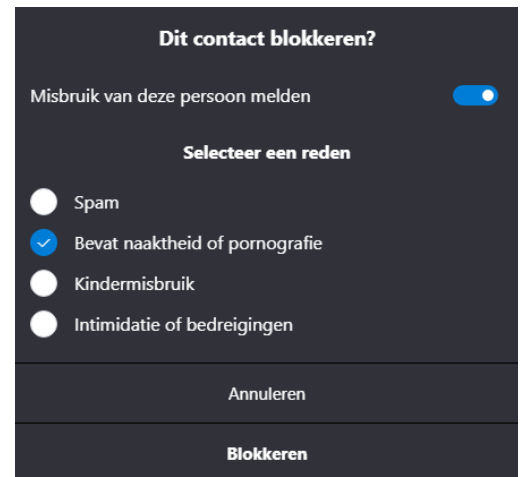 Dit contact blokkeren?
Misbruik van deze persoon melden
Selecteer een reden
Spam
Bevat naaktheid of pornografie
Kindermisbruik
Intimidatie of bedreigingen
Annuleren
Blokkeren